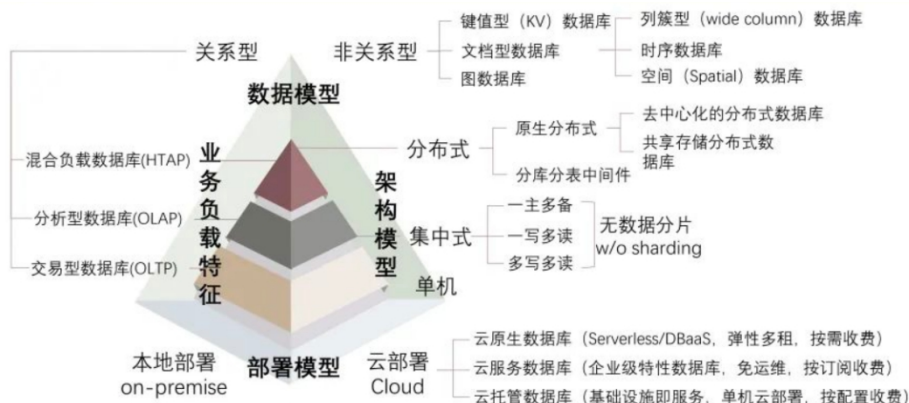 关系型
非关系型
键值型（KV）数据库
文档型数据库
图数据库
列簇型（wide column）数据库
时序数据库
空间（Spatial）数据库
数据模型
业务负载特征
架构模型
混合负载数据库(HTAP)
分析型数据库(OLAP)
交易型数据库(OLTP)
分布式
原生分布式
去中心化的分布式数据库
共享存储分布式数
据库
分库分表中间件
集中式
一主多备
一写多读
多写多读
无数据分片
w/o sharding
单机
本地部署
on-premise
部署模型
云部署
Cloud
云原生数据库（Serverless/DBaaS，弹性多租，按需收费）
云服务数据库（企业级特性数据库，免运维，按订阅收费）
云托管数据库（基础设施即服务，单机云部署，按配置收费）